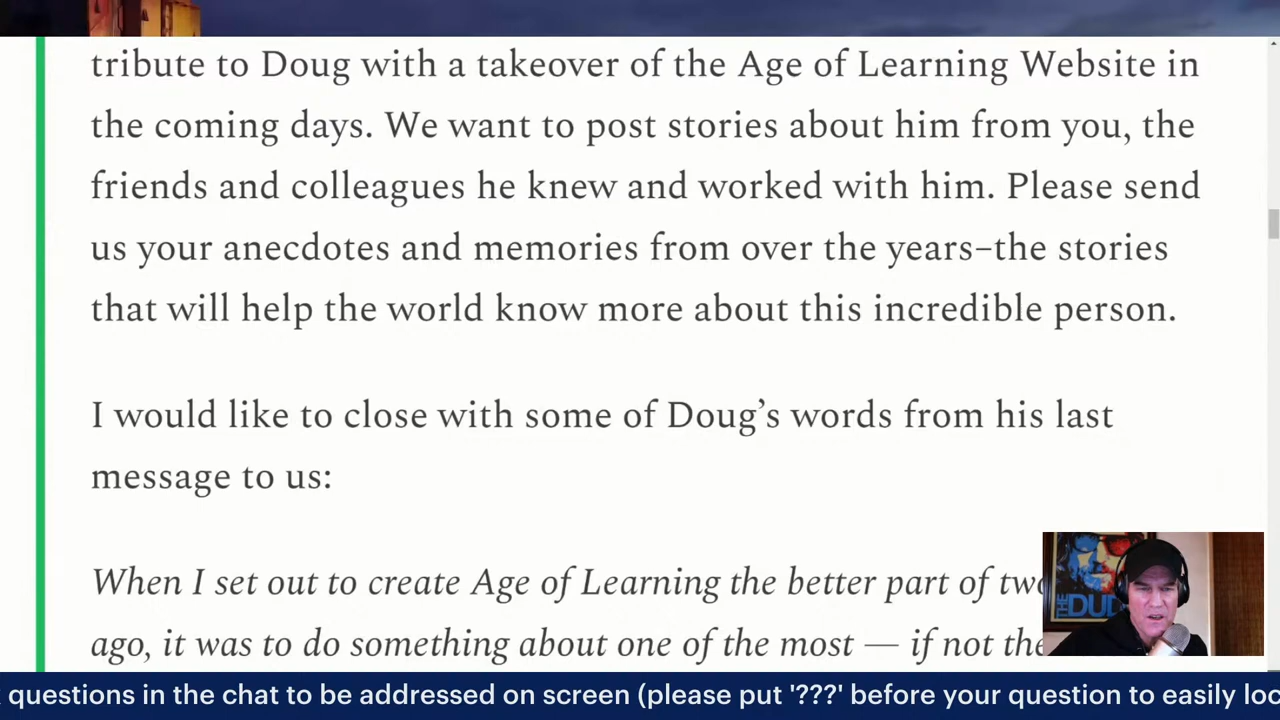 tribute to Doug with a takeover of the Age of Learning Website in
the coming days. We want to post stories about him from you, the
friends and colleagues he knew and worked with him. Please send
us your anecdotes and memories from over the years–the stories
that will help the world know more about this incredible person.
I would like to close with some of Doug’s words from his last
message to us:
When I set out to create Age of Learning the better part of
ago, it was to do something about one of the most — if not the
THE DUD
questions in the chat to be addressed on screen (please put '???' before your question to easily